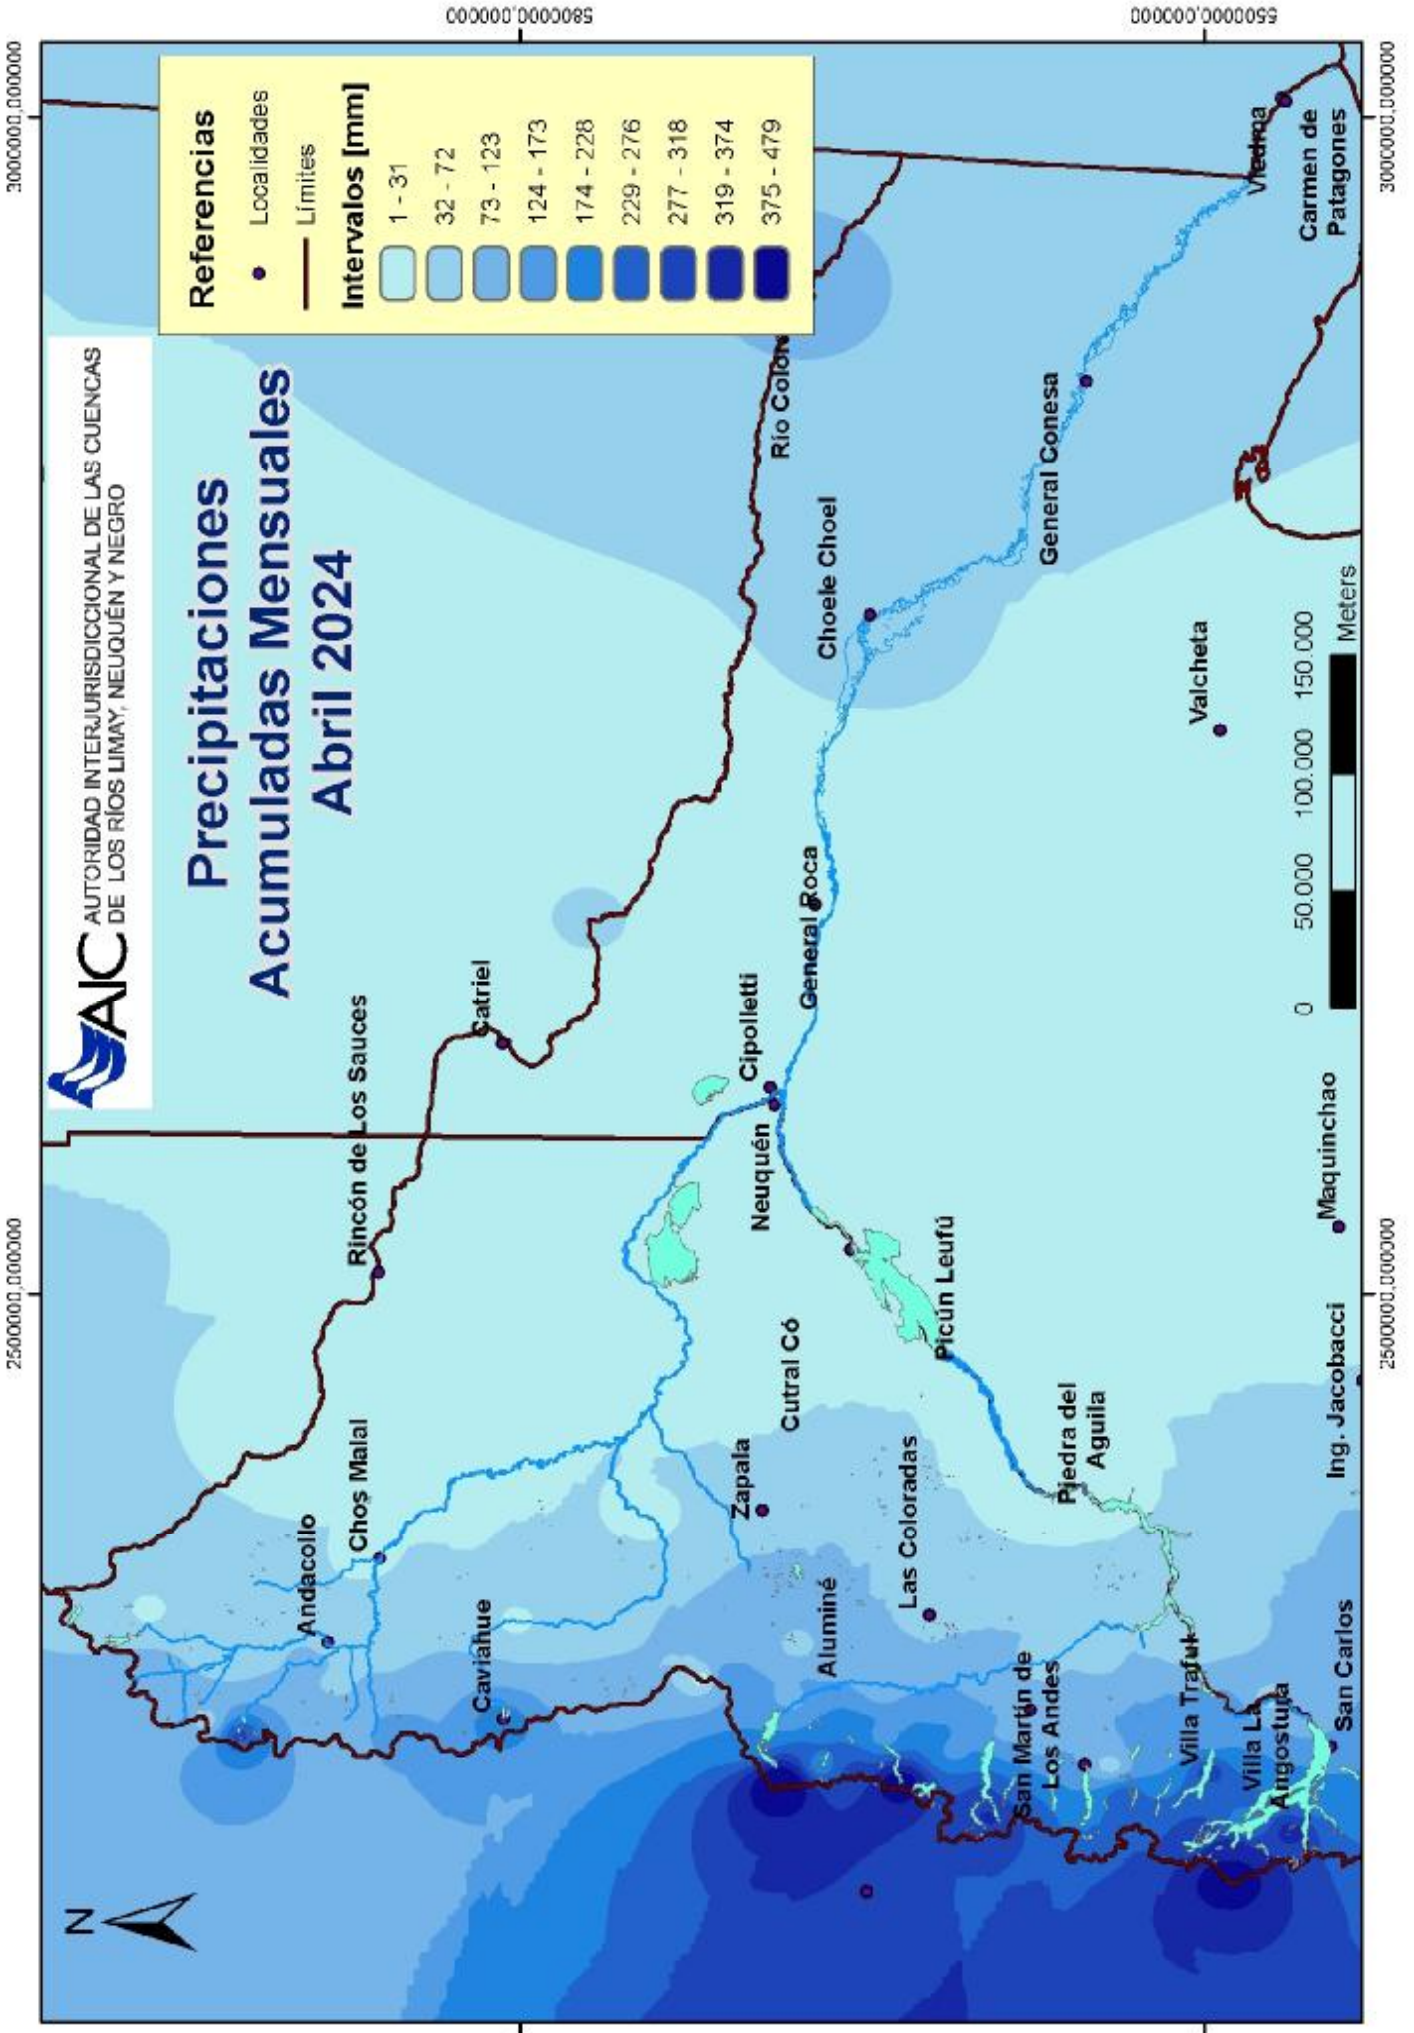 AIC AUTORIDAD INTERJURISDICCIONAL DE LAS CUENCAS
DE LOS RÍOS LIMAY, NEUQUÉN Y NEGRO
Precipitaciones
Acumuladas Mensuales
Abril 2024
Referencias
Localidades
Límites
Intervalos [mm]
1 - 31
32 - 72
73 - 123
124 - 173
174 - 228
229 - 276
277 - 318
319 - 374
375 - 479
N
2500000,000000
3000000,000000
5800000,000000
5500000,000000
2500000,000000
3000000,000000
Rincón de Los Sauces
Catriel
Chos Malal
Andacollo
Caviahue
Cipolletti
Neuquén
General Roca
Choele Choel
General Conesa
Viedma
Carmen de
Patagones
Valcheta
Cutral Có
Zapala
Picún Leufú
Las Coloradas
Aluminé
Piedra del
Aguila
San Martín de
Los Andes
Villa Traful
Villa La
Angostura
San Carlos
Ing. Jacobacci
Maquinchao
0 50.000 100.000 150.000
Meters